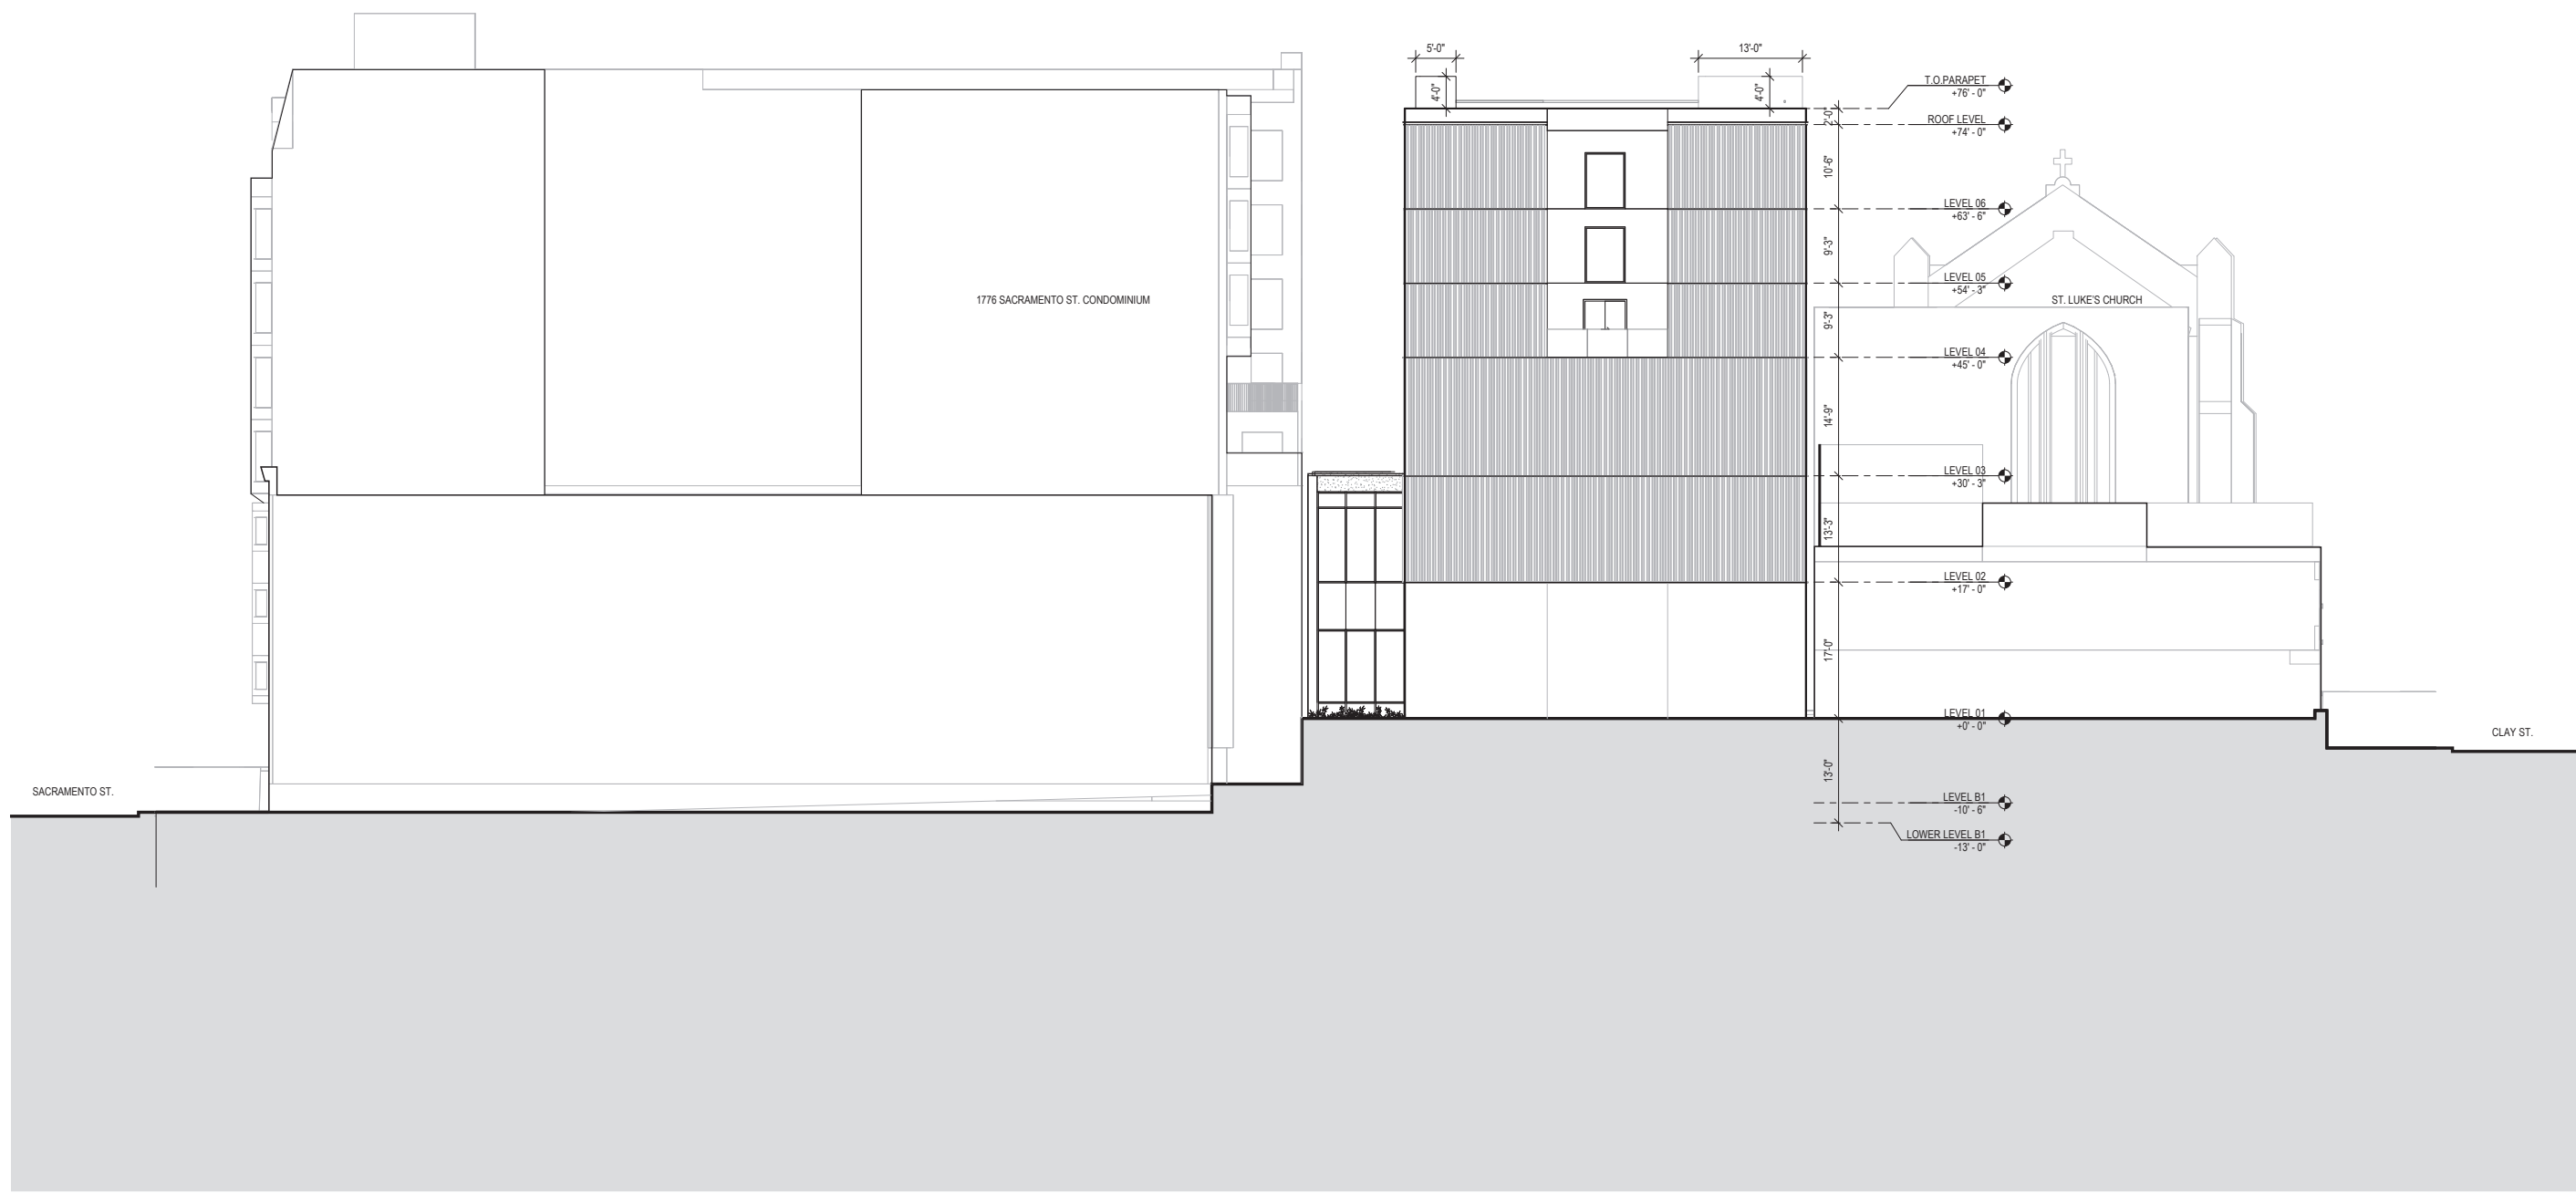 5'-0"
13'-0"
4'-0"
4'-0"
T.O.PARAPET
+76' - 0"
2'-0"
ROOF LEVEL
+74' - 0"
10'-6"
LEVEL 06
+63' - 6"
9'-3"
LEVEL 05
+54' - 3"
1776 SACRAMENTO ST. CONDOMINIUM
ST. LUKE'S CHURCH
9'-3"
LEVEL 04
+45' - 0"
14'-9"
LEVEL 03
+30' - 3"
13'-3"
LEVEL 02
+17' - 0"
17'-0"
LEVEL 01
+0' - 0"
CLAY ST.
13'-0"
SACRAMENTO ST.
LEVEL B1
-10' - 6"
LOWER LEVEL B1
-13' - 0"